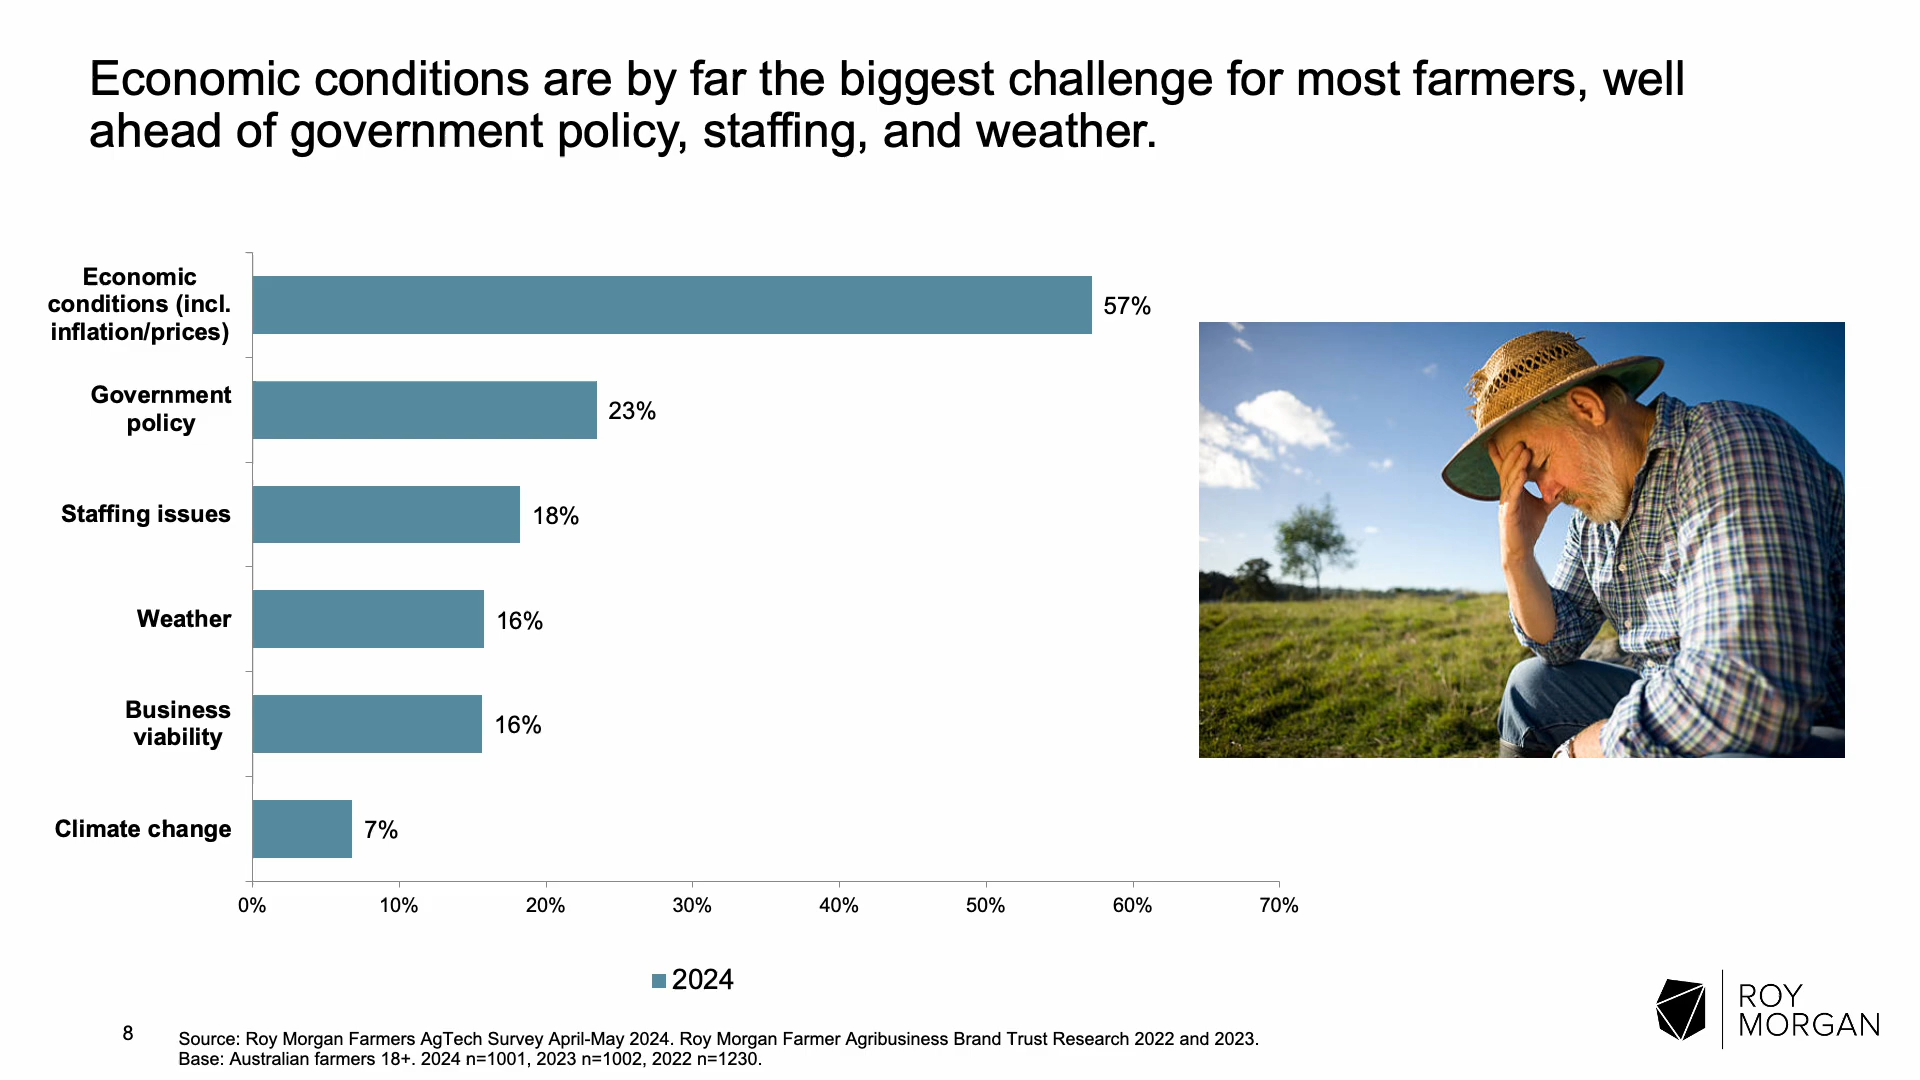 Economic conditions are by far the biggest challenge for most farmers, well
ahead of government policy, staffing, and weather.
Economic
conditions (incl.
inflation/prices)
57%
Government
policy
23%
Staffing issues
18%
Weather
16%
Business
viability
16%
Climate change
7%
0% 10% 20% 30% 40% 50% 60% 70%
2024
ROY
MORGAN
8
Source: Roy Morgan Farmers AgTech Survey April-May 2024. Roy Morgan Farmer Agribusiness Brand Trust Research 2022 and 2023.
Base: Australian farmers 18+. 2024 n=1001, 2023 n=1002, 2022 n=1230.